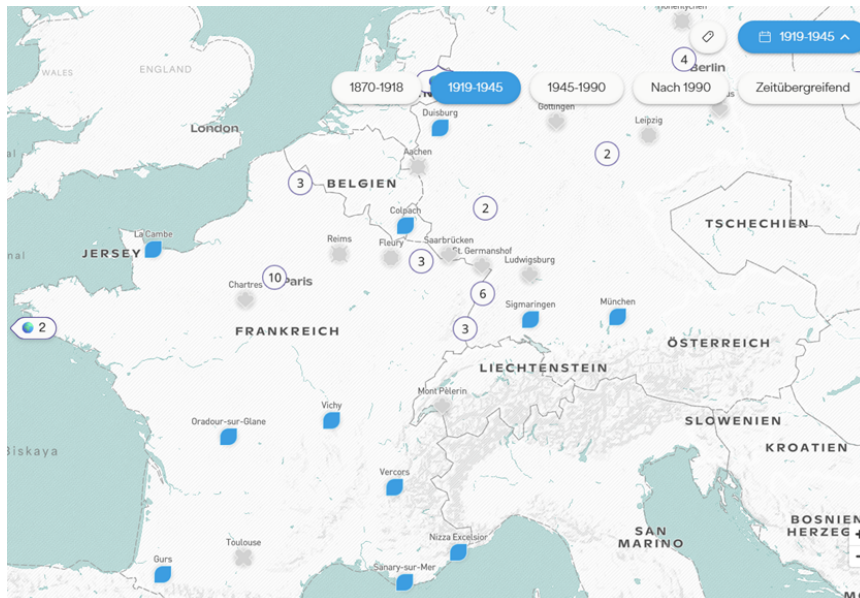 Hohenlychen
1919-1945
WALES
ENGLAND
4
Berlin
1870-1918
1919-1945
1945-1990
Nach 1990
Zeitübergreifend
London
Duisburg
Göttingen
Leipzig
2
Aachen
3
BELGIEN
2
Colpach
TSCHECHIEN
La Cambe
JERSEY
Reims
Fleury
Saarbrücken
St. Germanshof
Ludwigsburg
3
10
Paris
Chartres
6
Sigmaringen
München
2
FRANKREICH
3
ÖSTERREICH
LIECHTENSTEIN
Mont Pèlerin
Vichy
Oradour-sur-Glane
SLOWENIEN
KROATIEN
Biskaya
Vercors
BOSNIEN
HERZEG
SAN
MARINO
Toulouse
Nizza Excelsior
Gurs
Sanary-sur-Mer
+
−